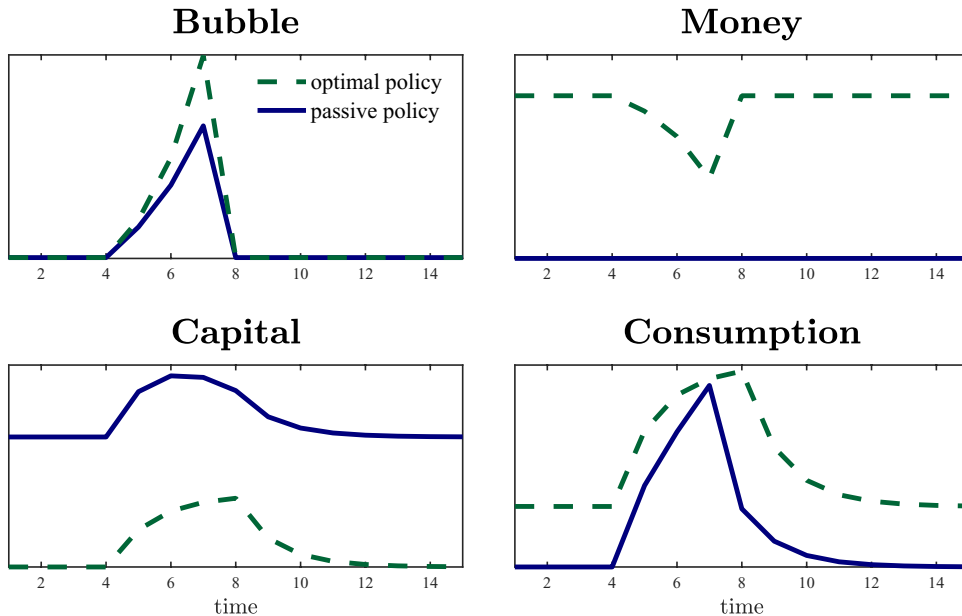 Bubble
optimal policy
passive policy
2 4 6 8 10 12 14
Money
2 4 6 8 10 12 14
Capital
2 4 6 8 10 12 14
time
Consumption
2 4 6 8 10 12 14
time